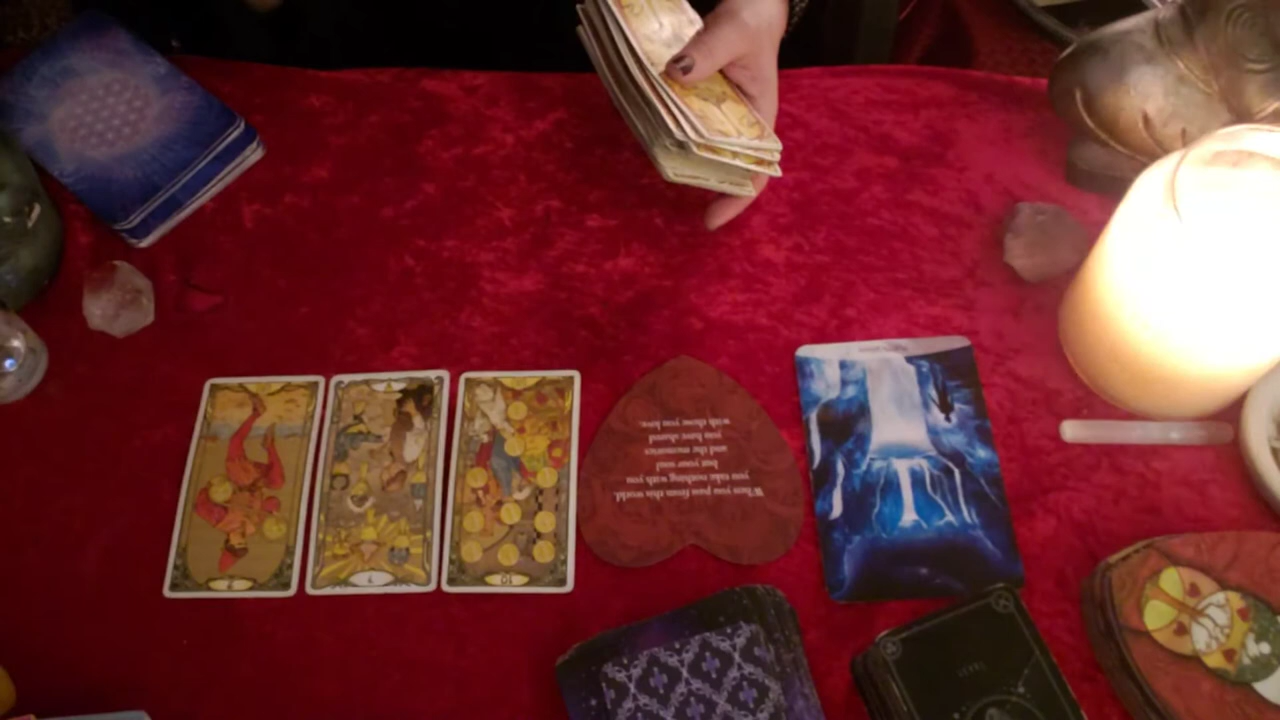 When you pass from this world,
you take nothing with you
but your soul
and the memories
you have shared
with those you love.
10